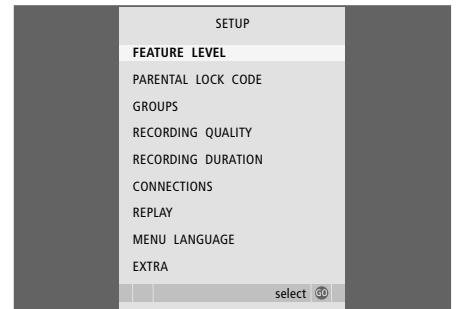 SETUP
FEATURE LEVEL
PARENTAL LOCK CODE
GROUPS
RECORDING QUALITY
RECORDING DURATION
CONNECTIONS
REPLAY
MENU LANGUAGE
EXTRA
select GO